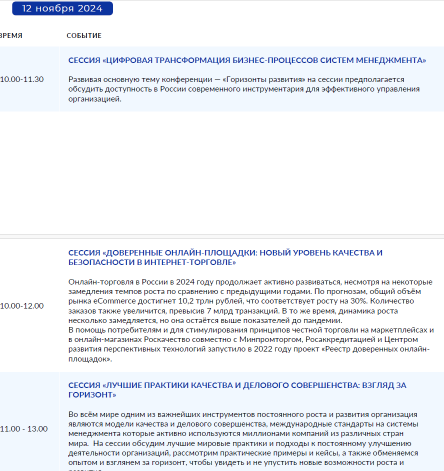 12 ноября 2024
ВРЕМЯ СОБЫТИЕ
СЕССИЯ «ЦИФРОВАЯ ТРАНСФОРМАЦИЯ БИЗНЕС-ПРОЦЕССОВ СИСТЕМ МЕНЕДЖМЕНТА»
10.00-11.30
Развивая основную тему конференции — «Горизонты развития» на сессии предполагается
обсудить доступность в России современного инструментария для эффективного управления
организацией.
СЕССИЯ «ДОВЕРЕННЫЕ ОНЛАЙН-ПЛОЩАДКИ: НОВЫЙ УРОВЕНЬ КАЧЕСТВА И
БЕЗОПАСНОСТИ В ИНТЕРНЕТ-ТОРГОВЛЕ»
10.00-12.00
Онлайн-торговля в России в 2024 году продолжает активно развиваться, несмотря на некоторые
замедления темпов роста по сравнению с предыдущими годами. По прогнозам, общий объём
рынка eCommerce достигнет 10,2 трлн рублей, что соответствует росту на 30%. Количество
заказов также увеличится, превысив 7 млрд транзакций. В то же время, динамика роста
несколько замедляется, но она остаётся выше показателей до пандемии.
В помощь потребителям и для стимулирования принципов честной торговли на маркетплейсах и
в онлайн-магазинах Роскачество совместно с Минпромторгом, Росаккредитацией и Центром
развития перспективных технологий запустило в 2022 году проект «Реестр доверенных онлайн-
площадок».
СЕССИЯ «ЛУЧШИЕ ПРАКТИКИ КАЧЕСТВА И ДЕЛОВОГО СОВЕРШЕНСТВА: ВЗГЛЯД ЗА
ГОРИЗОНТ»
11.00 - 13.00
Во всём мире одним из важнейших инструментов постоянного роста и развития организация
являются модели качества и делового совершенства, международные стандарты на системы
менеджмента которые активно используются миллионами компаний из различных стран
мира. На сессии обсудим лучшие мировые практики и подходы к постоянному улучшению
деятельности организаций, рассмотрим практические примеры и кейсы, а также обменяемся
опытом и взглянем за горизонт, чтобы увидеть и не упустить новые возможности роста и